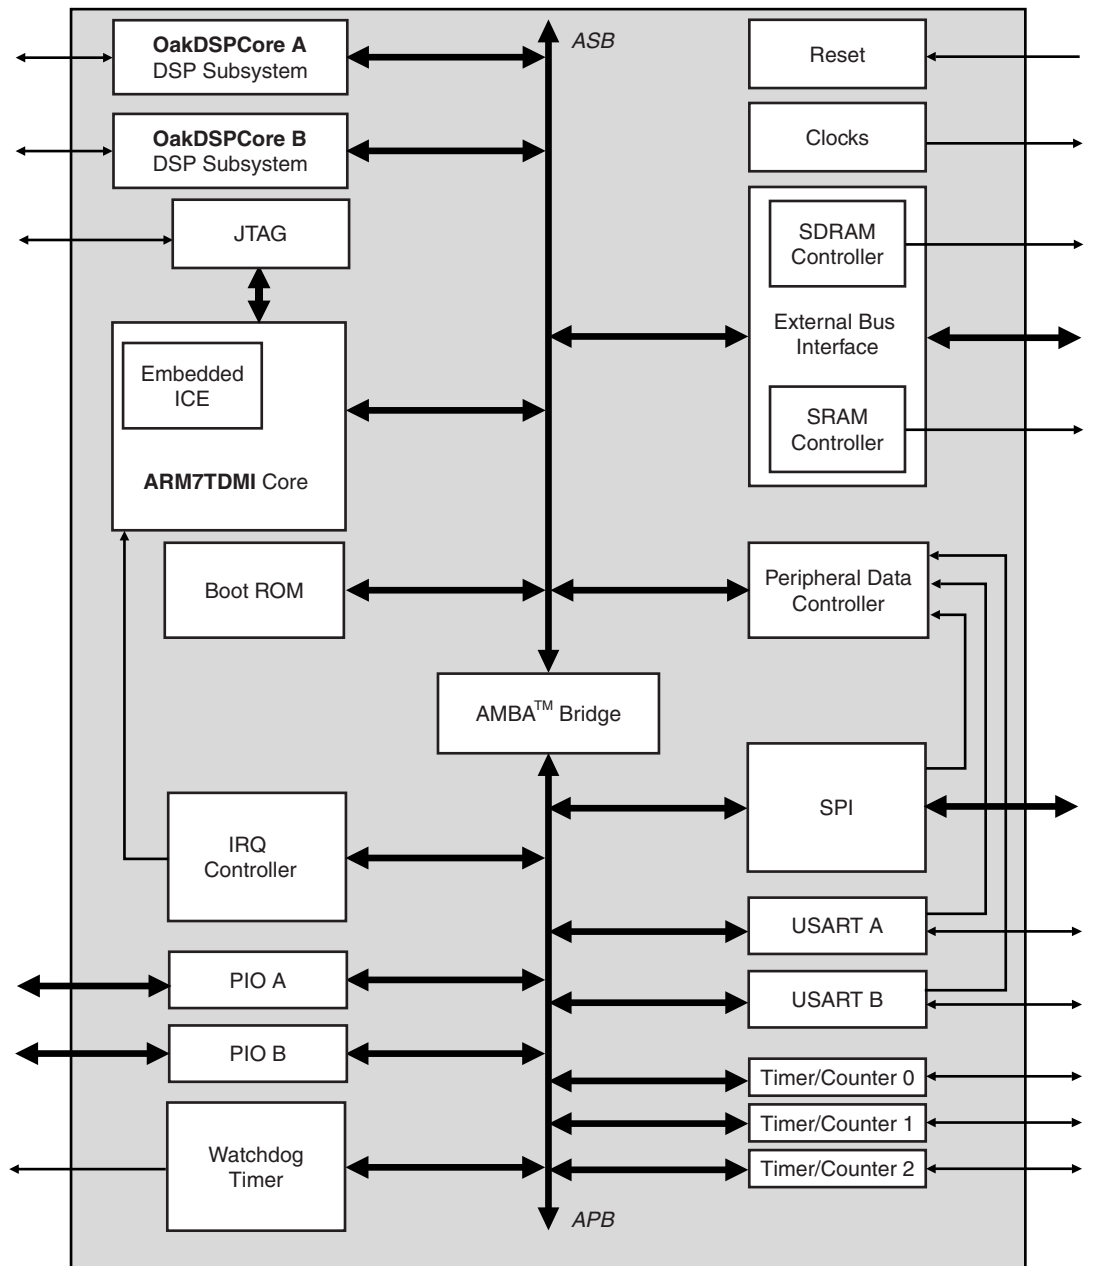 OakDSPCore A
DSP Subsystem
ASB
Reset
OakDSPCore B
DSP Subsystem
Clocks
JTAG
SDRAM
Controller
External Bus
Interface
Embedded
ICE
SRAM
Controller
ARM7TDMI Core
Boot ROM
Peripheral Data
Controller
AMBA™ Bridge
SPI
IRQ
Controller
USART A
PIO A
USART B
PIO B
Timer/Counter 0
Timer/Counter 1
Watchdog
Timer
Timer/Counter 2
APB